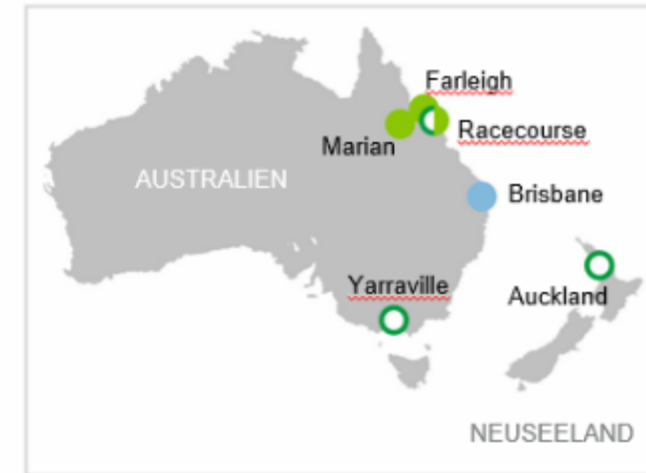 Farleigh
Racecourse
Marian
AUSTRALIEN
Brisbane
Yarraville
Auckland
NEUSEELAND